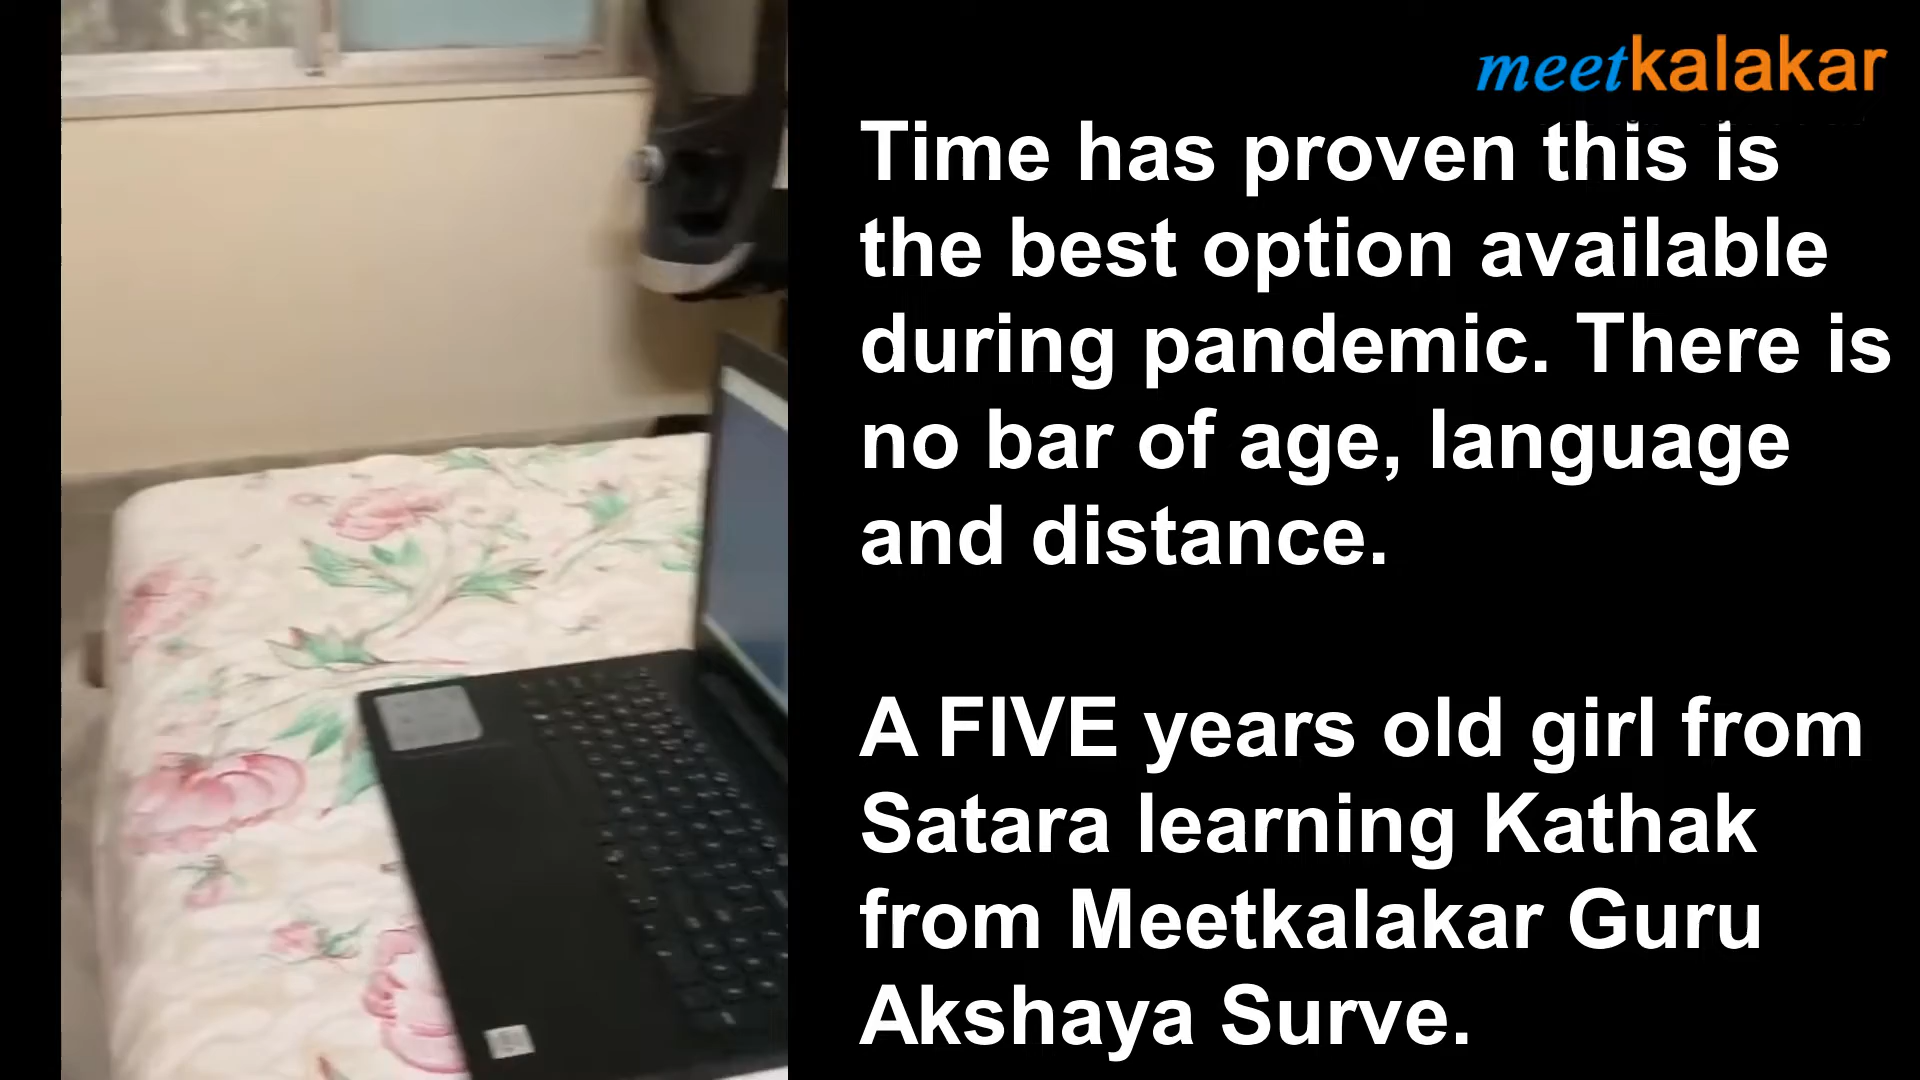 meetkalakar
Time has proven this is
the best option available
during pandemic. There is
no bar of age, language
and distance.
A FIVE years old girl from
Satara learning Kathak
from Meetkalakar Guru
Akshaya Surve.